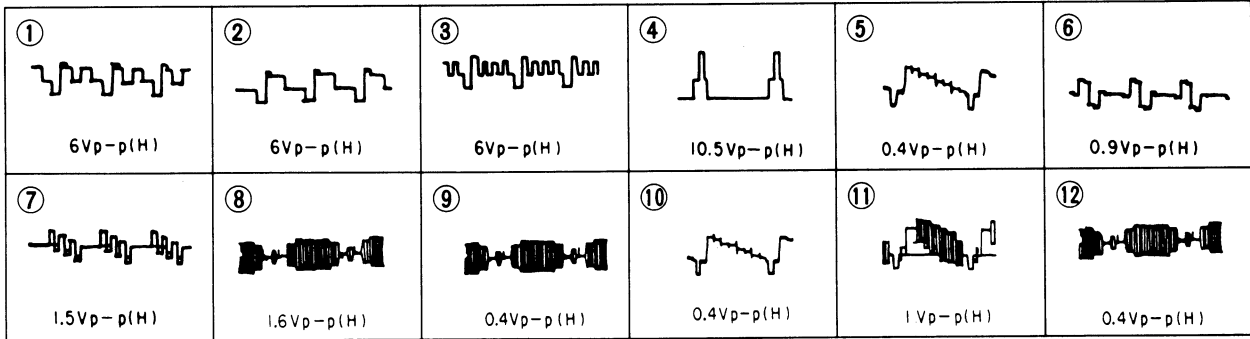 ① ② ③ ④ ⑤ ⑥
6Vp-p(H) 6Vp-p(H) 6Vp-p(H) 10.5Vp-p(H) 0.4Vp-p(H) 0.9Vp-p(H)
⑦ ⑧ ⑨ ⑩ ⑪ ⑫
1.5Vp-p(H) 1.6Vp-p(H) 0.4Vp-p(H) 0.4Vp-p(H) 1Vp-p(H) 0.4Vp-p(H)